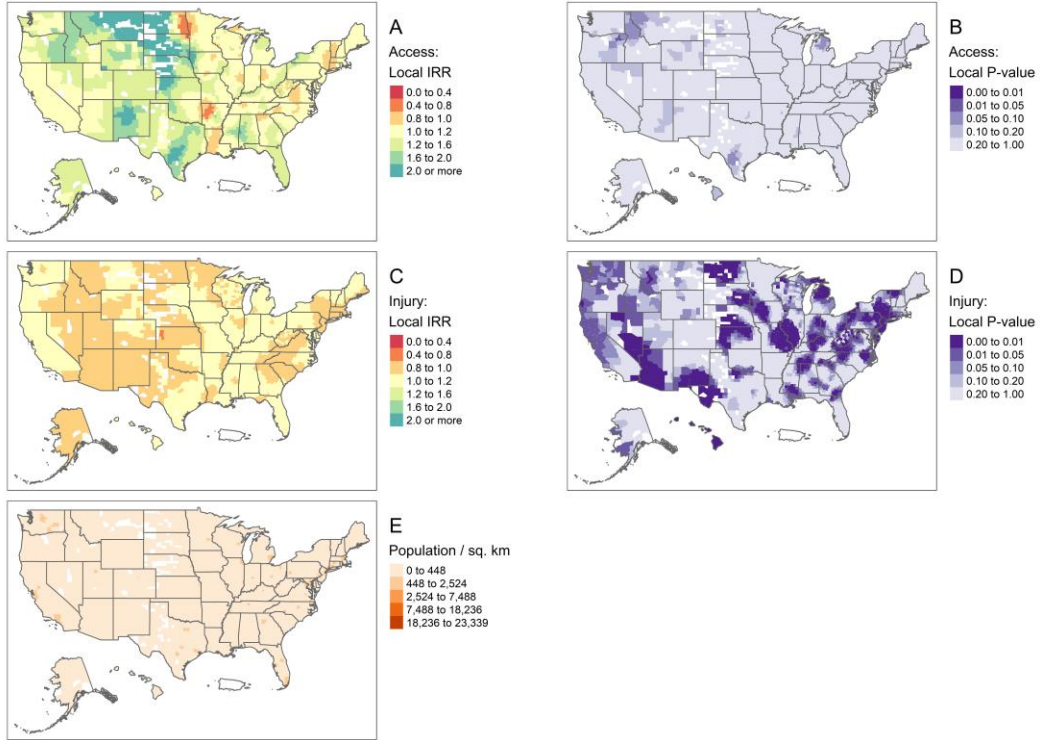 A
Access:
Local IRR
0.0 to 0.4
0.4 to 0.8
0.8 to 1.0
1.0 to 1.2
1.2 to 1.6
1.6 to 2.0
2.0 or more
B
Access:
Local P-value
0.00 to 0.01
0.01 to 0.05
0.05 to 0.10
0.10 to 0.20
0.20 to 1.00
C
Injury:
Local IRR
0.0 to 0.4
0.4 to 0.8
0.8 to 1.0
1.0 to 1.2
1.2 to 1.6
1.6 to 2.0
2.0 or more
D
Injury:
Local P-value
0.00 to 0.01
0.01 to 0.05
0.05 to 0.10
0.10 to 0.20
0.20 to 1.00
E
Population / sq. km
0 to 448
448 to 2,524
2,524 to 7,488
7,488 to 18,236
18,236 to 23,339